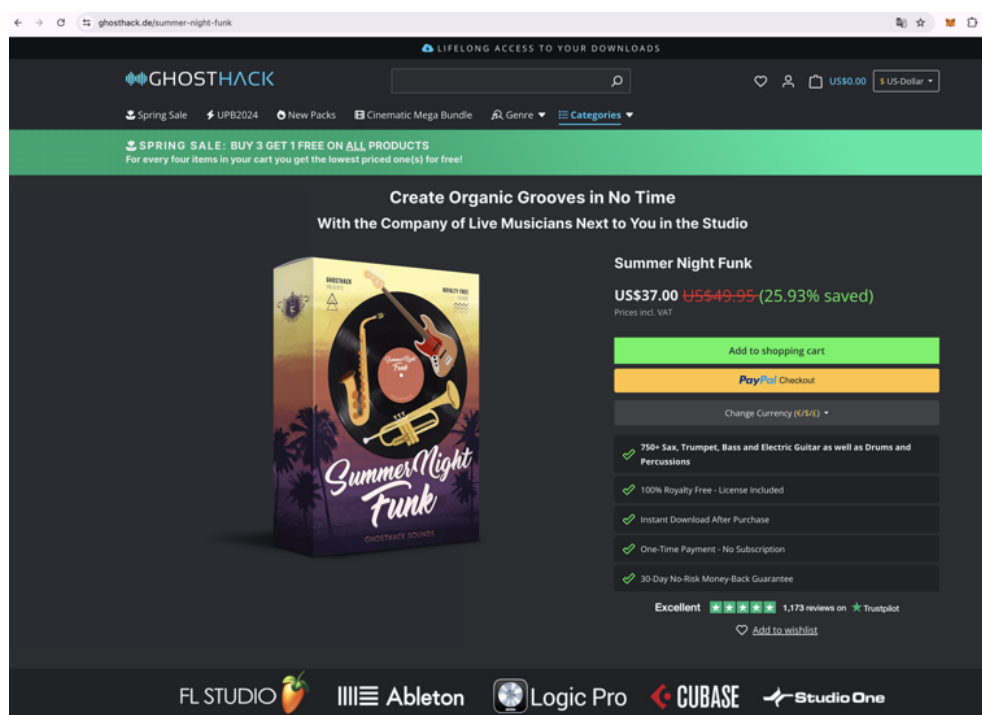 ghosthack.de/summer-night-funk
LIFELONG ACCESS TO YOUR DOWNLOADS
GHOSTHACK
US$0.00
$ US-Dollar
Spring Sale
UPB2024
New Packs
Cinematic Mega Bundle
Genre
Categories
SPRING SALE: BUY 3 GET 1 FREE ON ALL PRODUCTS
For every four items in your cart you get the lowest priced one(s) for free!
Create Organic Grooves in No Time
With the Company of Live Musicians Next to You in the Studio
GHOSTHACK
PRESENTS
ROYALTY FREE
Summer Night
Funk
Summer Night
Funk
GHOSTHACK SOUNDS
Summer Night Funk
US$37.00 US$49.95 (25.93% saved)
Prices incl. VAT
Add to shopping cart
PayPal Checkout
Change Currency (€/$/£)
750+ Sax, Trumpet, Bass and Electric Guitar as well as Drums and
Percussions
100% Royalty Free - License Included
Instant Download After Purchase
One-Time Payment - No Subscription
30-Day No-Risk Money-Back Guarantee
Excellent 1,173 reviews on Trustpilot
Add to wishlist
FL STUDIO
Ableton
Logic Pro
CUBASE
Studio One